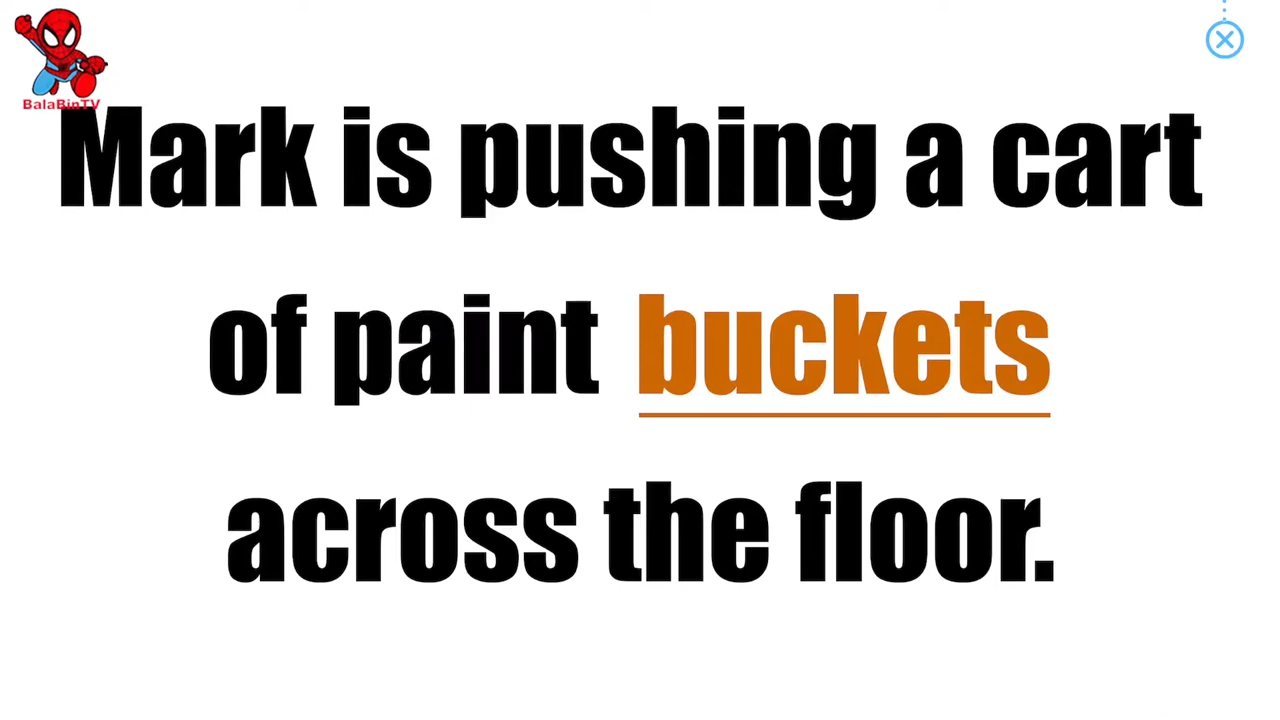 BalaBinTV
Mark is pushing a cart
of paint buckets
across the floor.